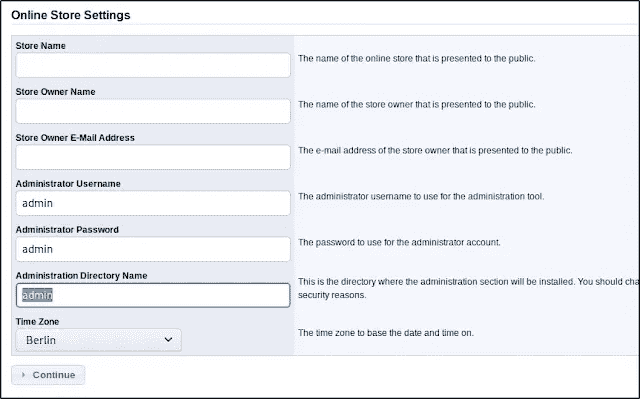 Online Store Settings
Store Name
The name of the online store that is presented to the public.
Store Owner Name
The name of the store owner that is presented to the public.
Store Owner E-Mail Address
The e-mail address of the store owner that is presented to the public.
Administrator Username
admin
The administrator username to use for the administration tool.
Administrator Password
admin
The password to use for the administrator account.
Administration Directory Name
admin
This is the directory where the administration section will be installed. You should cha
security reasons.
Time Zone
Berlin
The time zone to base the date and time on.
Continue